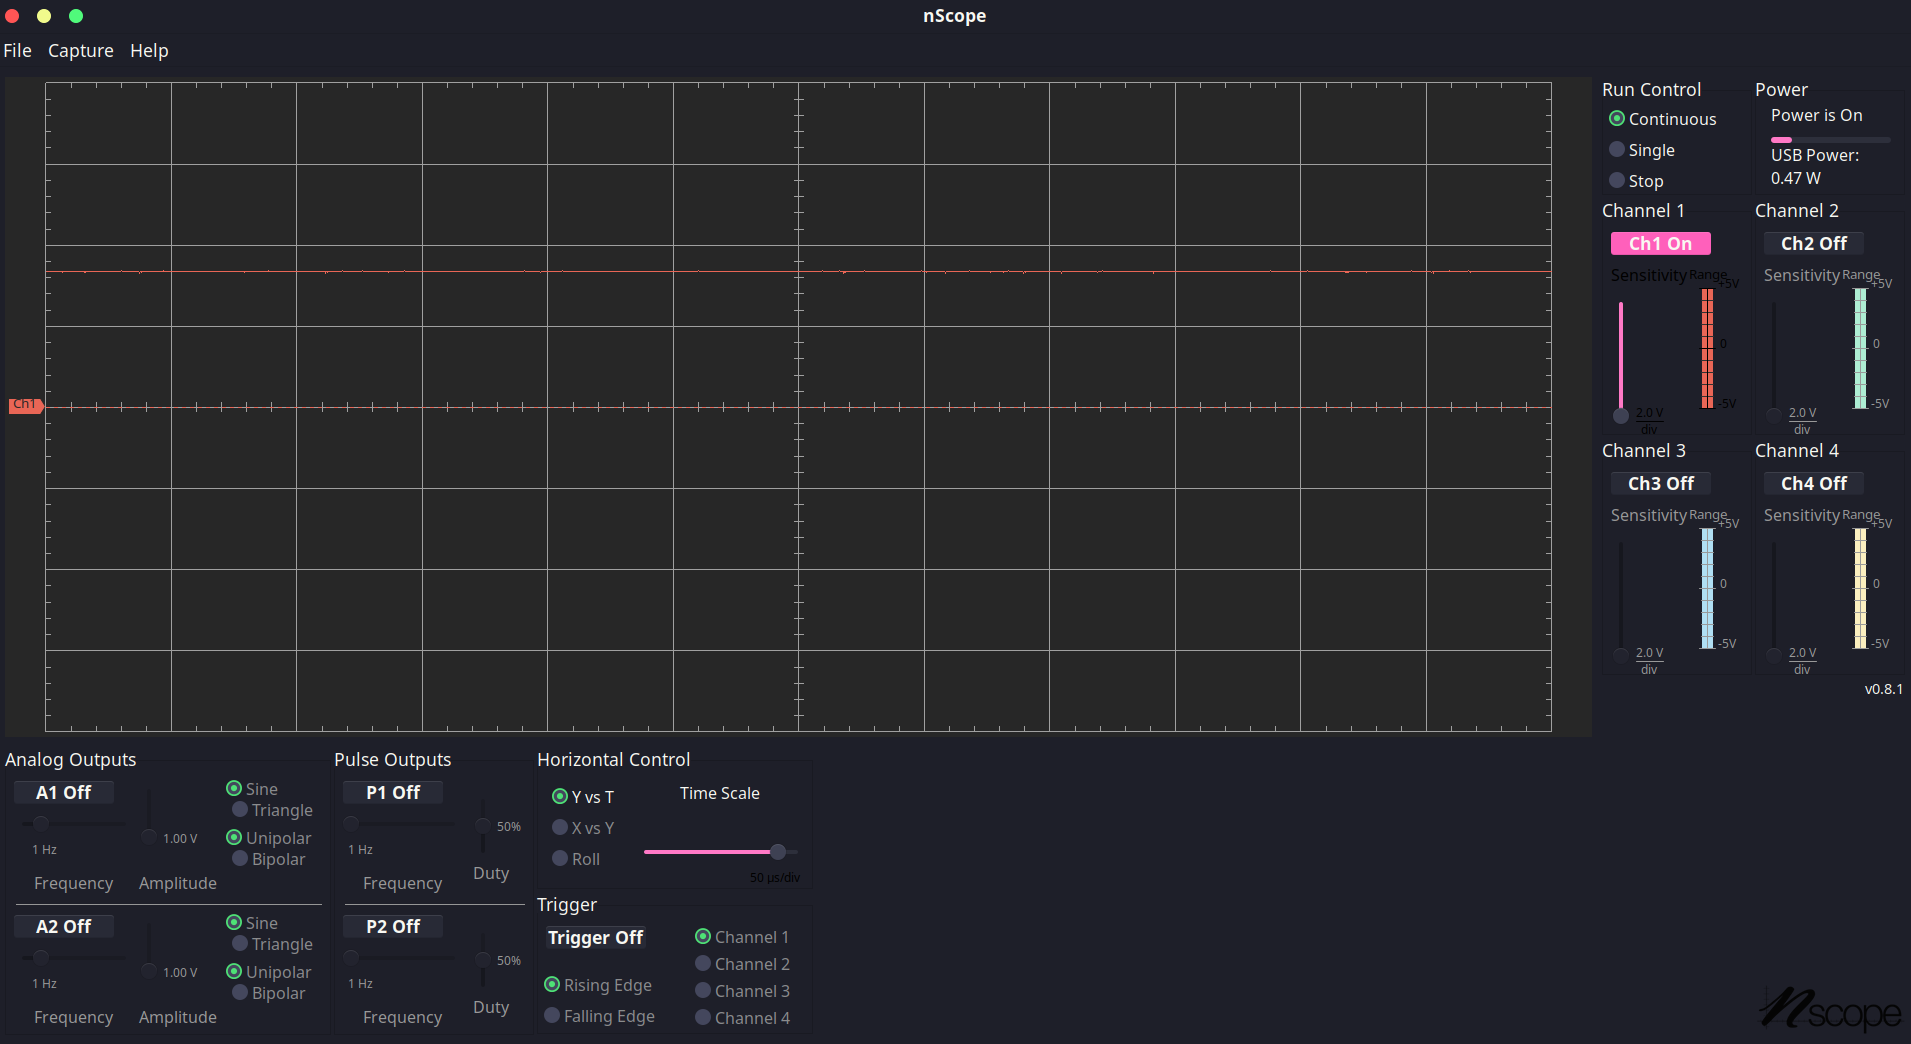 nScope
File Capture Help
Run Control
Continuous
Single
Stop
Power
Power is On
USB Power:
0.47 W
Channel 1
Ch1 On
Sensitivity Range
+5V
0
-5V
2.0 V
div
Channel 2
Ch2 Off
Sensitivity Range
+5V
0
-5V
2.0 V
div
Ch1
Channel 3
Ch3 Off
Sensitivity Range
+5V
0
-5V
2.0 V
div
Channel 4
Ch4 Off
Sensitivity Range
+5V
0
-5V
2.0 V
div
v0.8.1
Analog Outputs
A1 Off
1 Hz
Frequency
1.00 V
Amplitude
Sine
Triangle
Unipolar
Bipolar
A2 Off
1 Hz
Frequency
1.00 V
Amplitude
Sine
Triangle
Unipolar
Bipolar
Pulse Outputs
P1 Off
1 Hz
Frequency
50%
Duty
P2 Off
1 Hz
Frequency
50%
Duty
Horizontal Control
Y vs T
X vs Y
Roll
Time Scale
50 µs/div
Trigger
Trigger Off
Rising Edge
Falling Edge
Channel 1
Channel 2
Channel 3
Channel 4
nscope